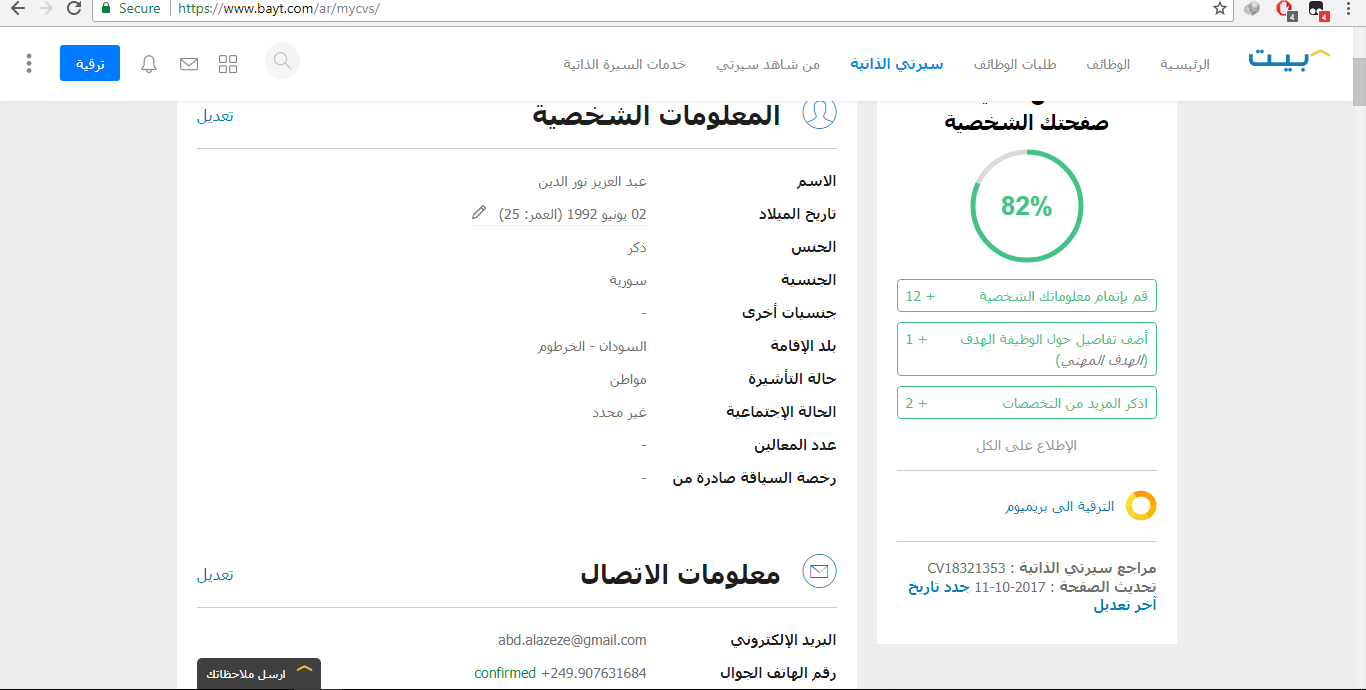 Secure https://www.bayt.com/ar/mycvs/
4 4
بيت الرئيسية الوظائف طلبات الوظائف سيرتي الذاتية من شاهد سيرتي خدمات السيرة الذاتية ترقية
المعلومات الشخصية تعديل
الاسم عبد العزيز نور الدين
تاريخ الميلاد 02 يونيو 1992 (العمر: 25)
الجنس ذكر
الجنسية سورية
جنسيات أخرى -
بلد الإقامة السودان - الخرطوم
حالة التأشيرة مواطن
الحالة الإجتماعية غير محدد
عدد المعالين -
رخصة السياقة صادرة من -
معلومات الاتصال تعديل
البريد الإلكتروني abd.alazeze@gmail.com
رقم الهاتف الجوال +249.907631684 confirmed
صفحتك الشخصية
82%
قم بإتمام معلوماتك الشخصية + 12
أضف تفاصيل حول الوظيفة الهدف + 1
(الهدف المهني)
اذكر المزيد من التخصصات + 2
الإطلاع على الكل
الترقية الى بريميوم
مراجع سيرتي الذاتية : CV18321353
تحديث الصفحة : 2017-10-11 جدد تاريخ
آخر تعديل
ارسل ملاحظاتك